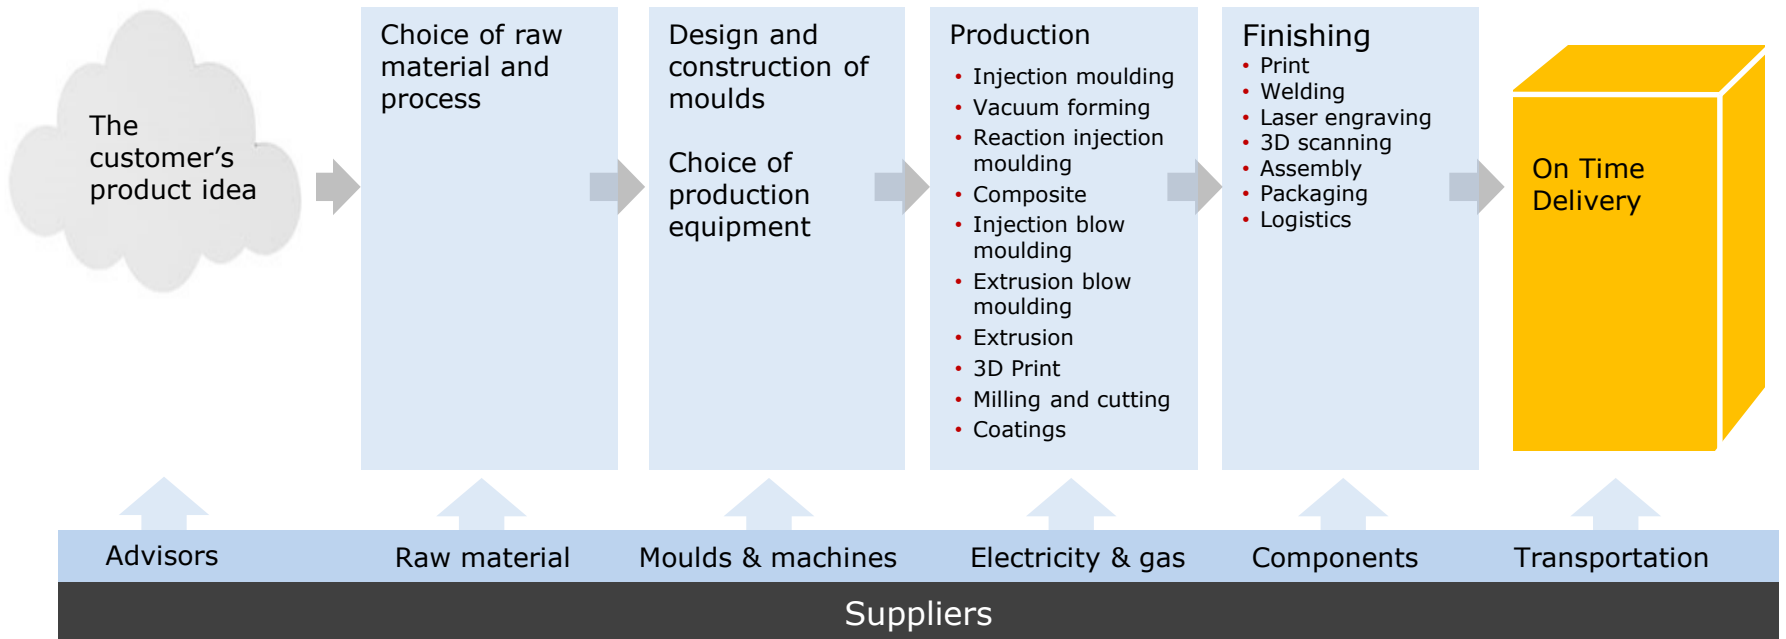 The
customer’s
product idea
Choice of raw
material and
process
Design and
construction of
moulds
Choice of
production
equipment
Production
• Injection moulding
• Vacuum forming
• Reaction injection
moulding
• Composite
• Injection blow
moulding
• Extrusion blow
moulding
• Extrusion
• 3D Print
• Milling and cutting
• Coatings
Finishing
• Print
• Welding
• Laser engraving
• 3D scanning
• Assembly
• Packaging
• Logistics
On Time
Delivery
Advisors
Raw material
Moulds & machines
Electricity & gas
Components
Transportation
Suppliers